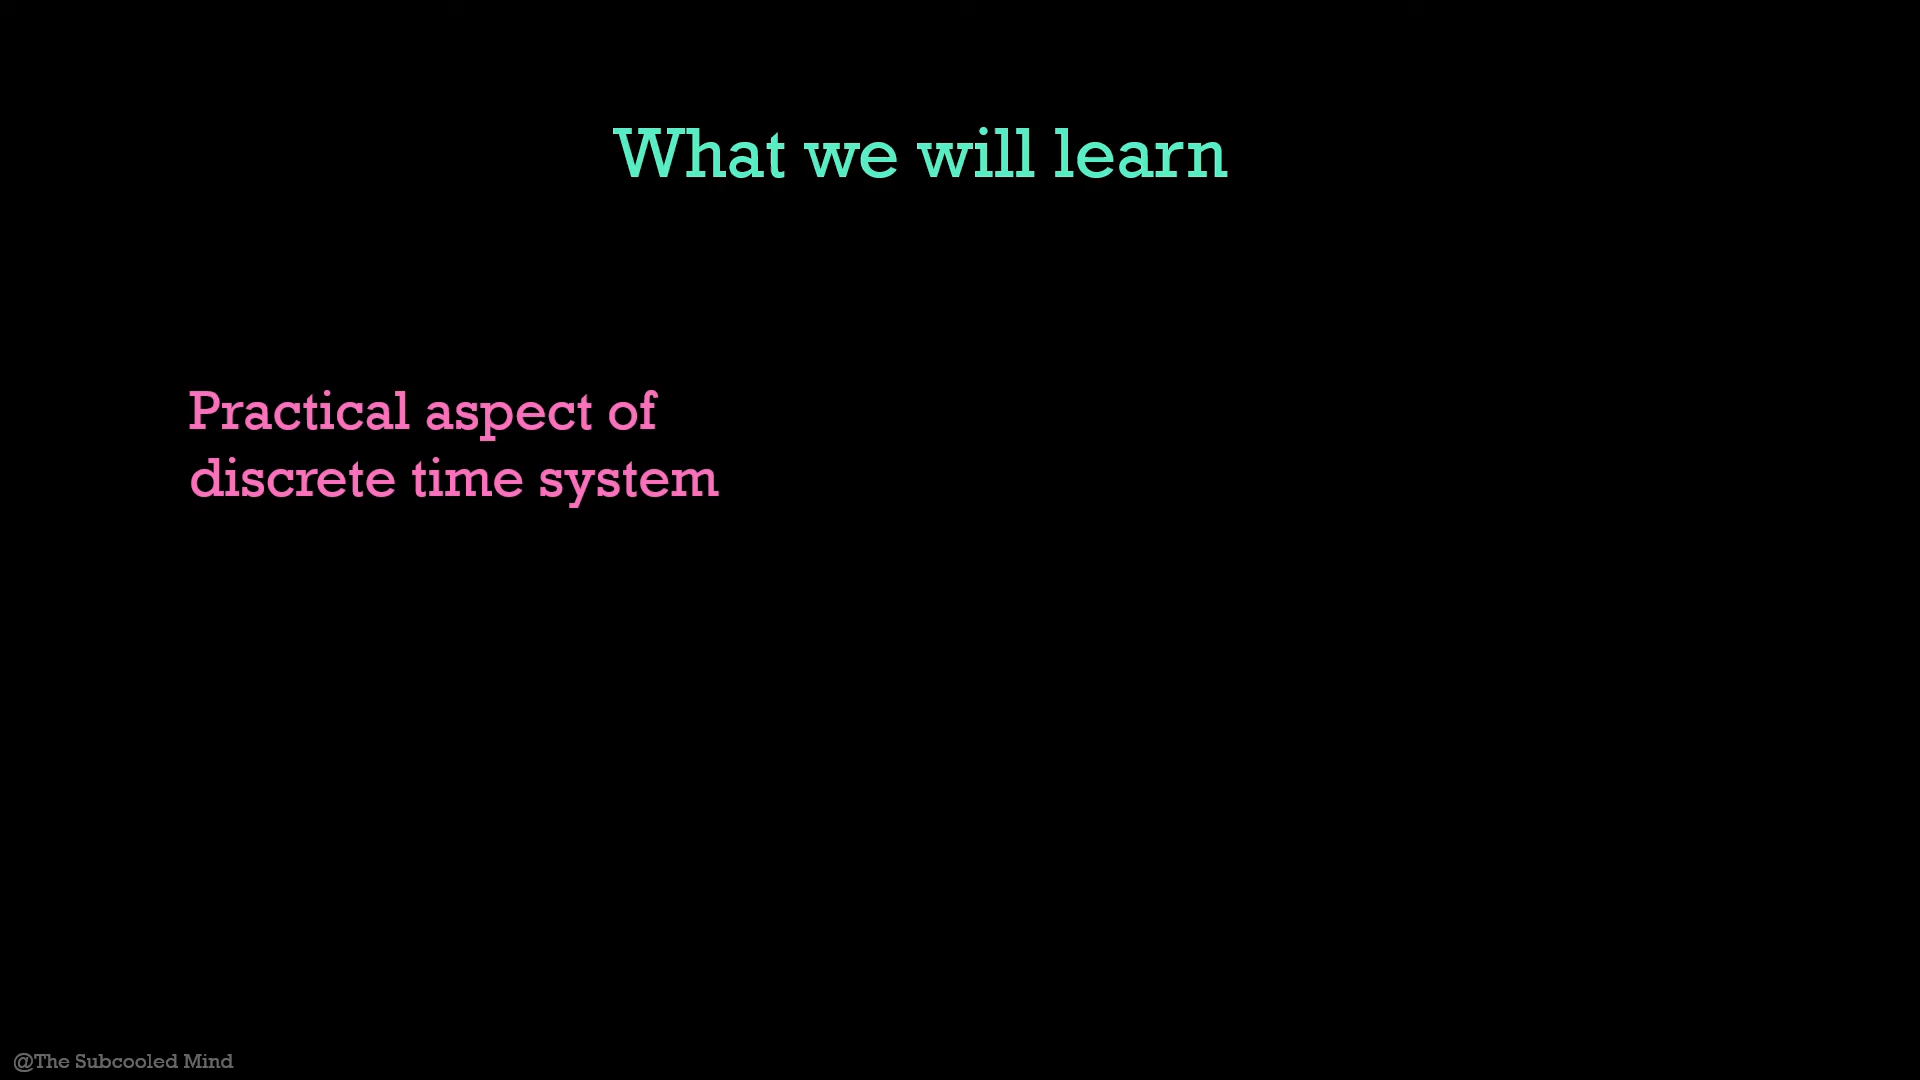 What we will learn
Practical aspect of
discrete time system
@The Subcooled Mind